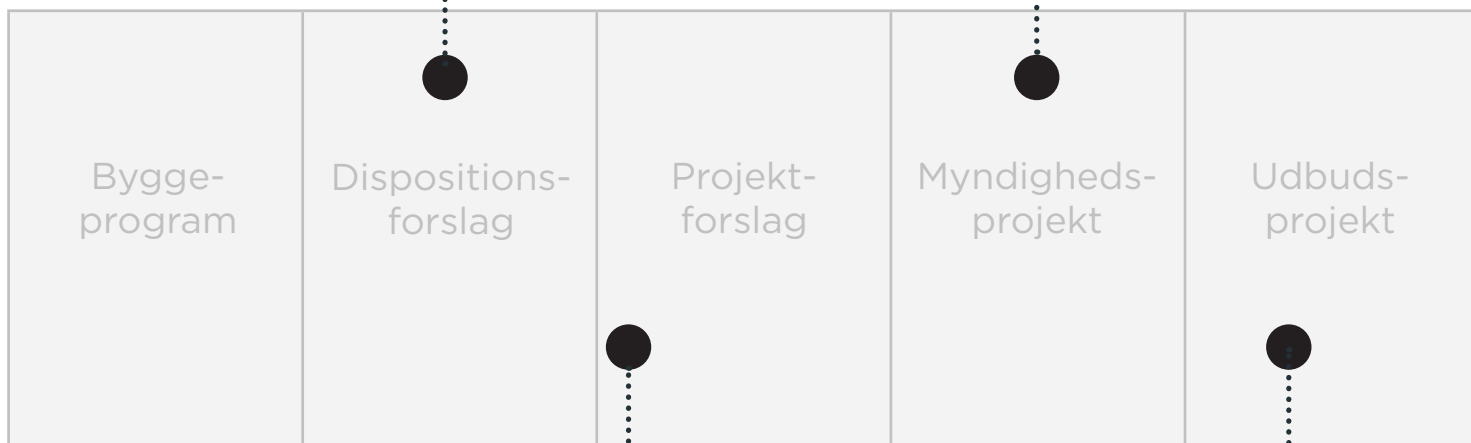 Bygge-
program
Dispositions-
forslag
Projekt-
forslag
Myndigheds-
projekt
Udbuds-
projekt